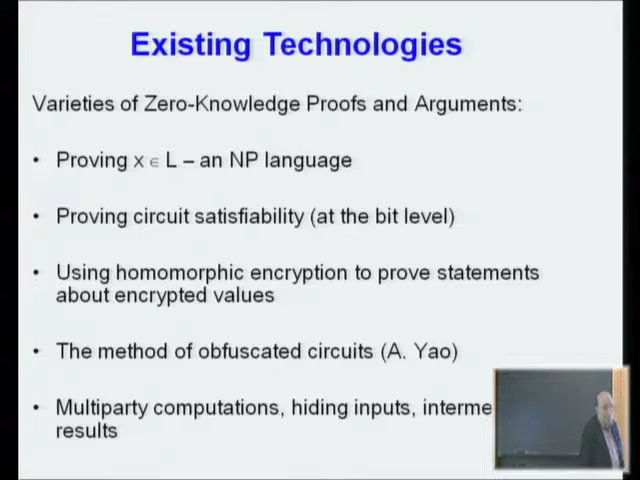 Existing Technologies
Varieties of Zero-Knowledge Proofs and Arguments:
• Proving x ∈ L – an NP language
• Proving circuit satisfiability (at the bit level)
• Using homomorphic encryption to prove statements
about encrypted values
• The method of obfuscated circuits (A. Yao)
• Multiparty computations, hiding inputs,
results